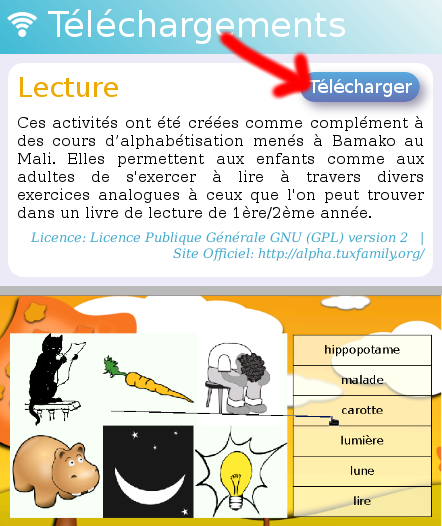 Téléchargements
Lecture
Télécharger
Ces activités ont été créées comme complément à
des cours d’alphabétisation menés à Bamako au
Mali. Elles permettent aux enfants comme aux
adultes de s'exercer à lire à travers divers
exercices analogues à ceux que l'on peut trouver
dans un livre de lecture de 1ère/2ème année.
Licence: Licence Publique Générale GNU (GPL) version 2 |
Site Officiel: http://alpha.tuxfamily.org/
hippopotame
malade
carotte
lumière
lune
lire